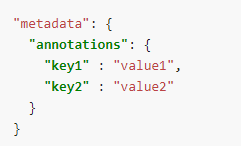 "metadata": {
  "annotations": {
    "key1" : "value1",
    "key2" : "value2"
  }
}